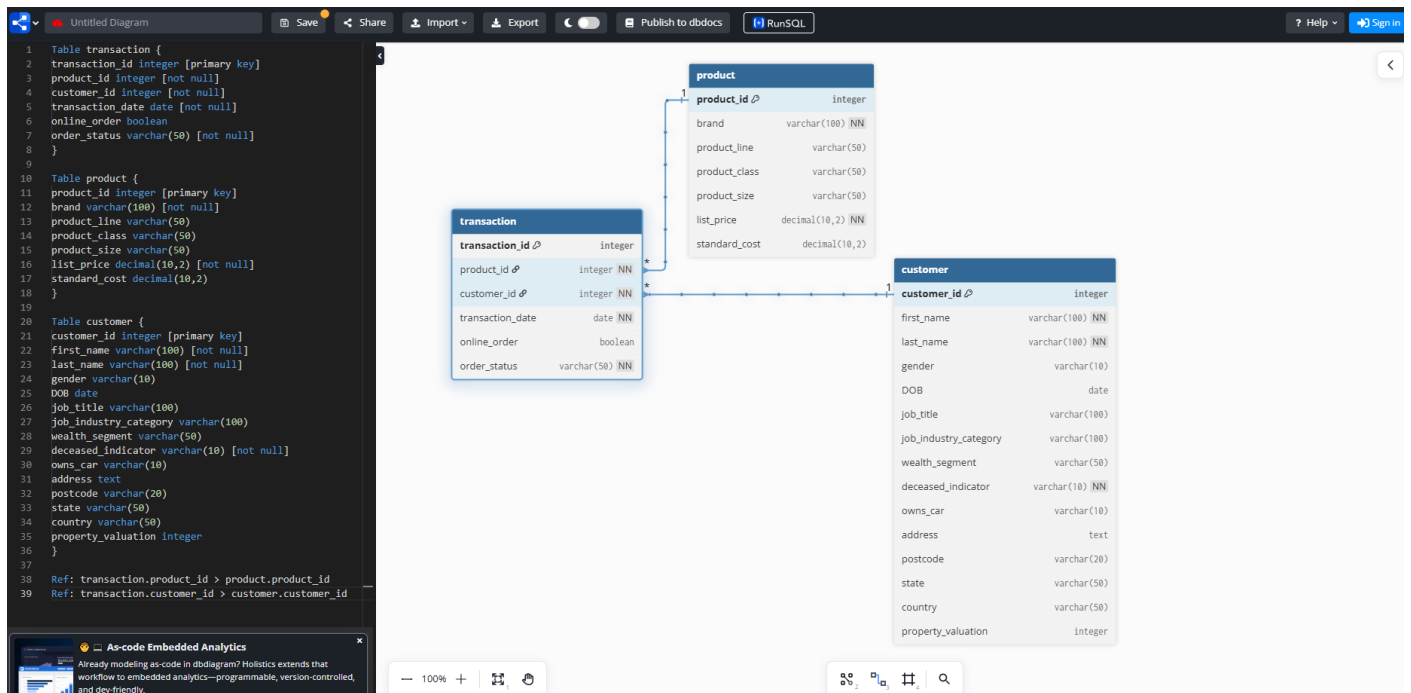 Untitled Diagram
Save
Share
Import
Export
Publish to dbdocs
RunSQL
? Help
Sign in
1 Table transaction {
2 transaction_id integer [primary key]
3 product_id integer [not null]
4 customer_id integer [not null]
5 transaction_date date [not null]
6 online_order boolean
7 order_status varchar(50) [not null]
8 }
9
10 Table product {
11 product_id integer [primary key]
12 brand varchar(100) [not null]
13 product_line varchar(50)
14 product_class varchar(50)
15 product_size varchar(50)
16 list_price decimal(10,2) [not null]
17 standard_cost decimal(10,2)
18 }
19
20 Table customer {
21 customer_id integer [primary key]
22 first_name varchar(100) [not null]
23 last_name varchar(100) [not null]
24 gender varchar(10)
25 DOB date
26 job_title varchar(100)
27 job_industry_category varchar(100)
28 wealth_segment varchar(50)
29 deceased_indicator varchar(10) [not null]
30 owns_car varchar(10)
31 address text
32 postcode varchar(20)
33 state varchar(50)
34 country varchar(50)
35 property_valuation integer
36 }
37
38 Ref: transaction.product_id > product.product_id
39 Ref: transaction.customer_id > customer.customer_id
As-code Embedded Analytics
Already modeling as-code in dbdiagram? Holistics extends that
workflow to embedded analytics—programmable, version-controlled,
and dev-friendly.
product
1
product_id integer
brand varchar(100) NN
product_line varchar(50)
product_class varchar(50)
product_size varchar(50)
list_price decimal(10,2) NN
standard_cost decimal(10,2)
transaction
transaction_id integer
product_id integer NN *
customer_id integer NN *
transaction_date date NN
online_order boolean
order_status varchar(50) NN
customer
1
customer_id integer
first_name varchar(100) NN
last_name varchar(100) NN
gender varchar(10)
DOB date
job_title varchar(100)
job_industry_category varchar(100)
wealth_segment varchar(50)
deceased_indicator varchar(10) NN
owns_car varchar(10)
address text
postcode varchar(20)
state varchar(50)
country varchar(50)
property_valuation integer
100%
1
2
3
4